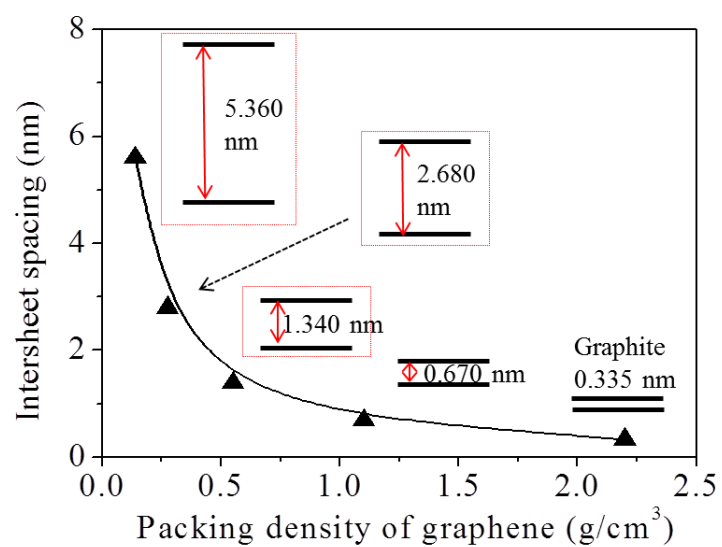 8
6
4
2
0
Intersheet spacing (nm)
5.360
nm
2.680
nm
1.340 nm
0.670 nm
Graphite
0.335 nm
0.0 0.5 1.0 1.5 2.0 2.5
Packing density of graphene (g/cm³)